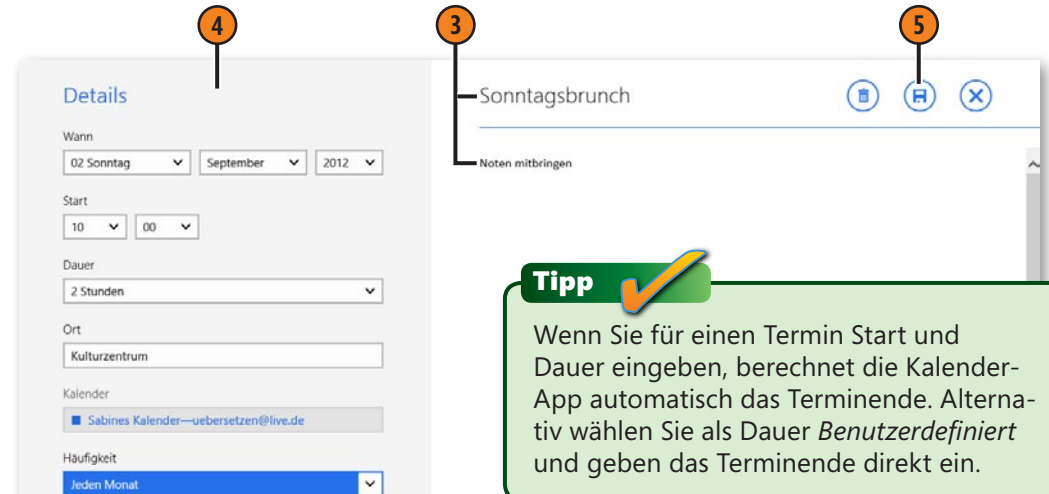 4
3
5
Details
Wann
02 Sonntag September 2012
Start
10 00
Dauer
2 Stunden
Ort
Kulturzentrum
Kalender
Sabines Kalender—uebersetzen@live.de
Häufigkeit
Jeden Monat
Sonntagsbrunch
Noten mitbringen
Tipp
Wenn Sie für einen Termin Start und
Dauer eingeben, berechnet die Kalender-
App automatisch das Terminende. Alterna-
tiv wählen Sie als Dauer Benutzerdefiniert
und geben das Terminende direkt ein.